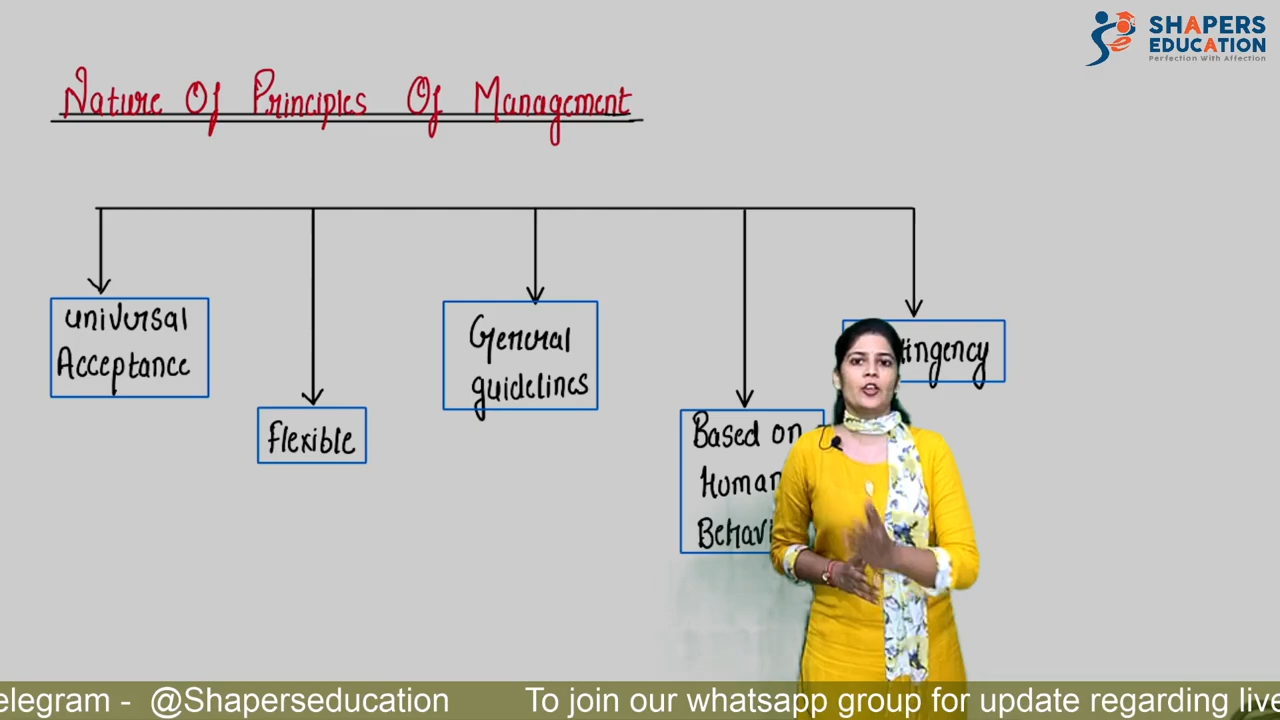 SHAPERS
EDUCATION
Perfection With Affection
Nature Of Principles Of Management
universal
Acceptance
Flexible
General
guidelines
Based on
Human
Behavi
tingency
elegram - @Shaperseducation To join our whatsapp group for update regarding live